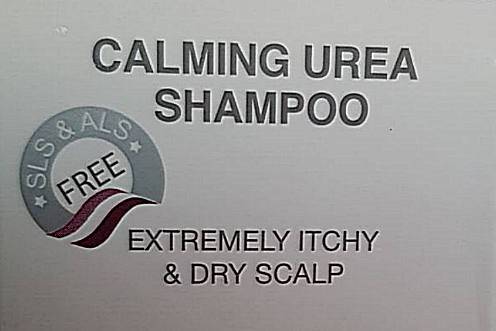 CALMING UREA
SHAMPOO
SLS & ALS
FREE
EXTREMELY ITCHY
& DRY SCALP